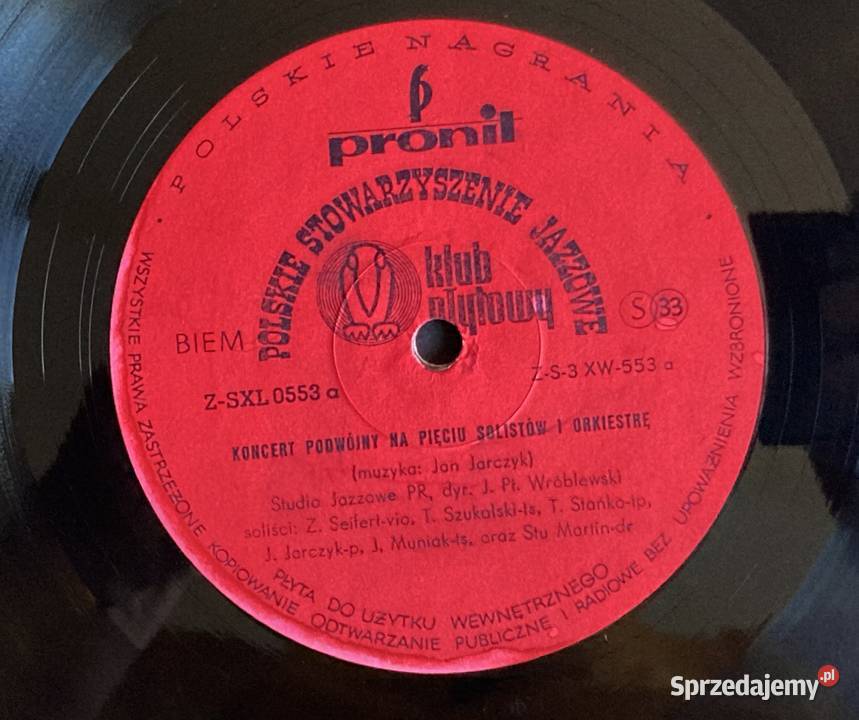 POLSKIE NAGRANIA
pronit
POLSKIE STOWARZYSZENIE JAZZOWE
klub
płytowy
BIEM
S 33
Z-SXL 0553 a
Z-S-3 XW-553 a
KONCERT PODWÓJNY NA PIĘCIU SOLISTÓW I ORKIESTRĘ
(muzyka: Jan Jarczyk)
Studio Jazzowe PR, dyr. J. Pt. Wróblewski
soliści: Z. Seifert-vio, T. Szukalski-ts, T. Stańko-tp,
J. Jarczyk-p, J. Muniak-ts, oraz Stu Martin-dr
PŁYTA DO UŻYTKU WEWNĘTRZNEGO
WSZYSTKIE PRAWA ZASTRZEŻONE KOPIOWANIE ODTWARZANIE PUBLICZNE I RADIOWE BEZ UPOWAŻNIENIA WZBRONIONE
Sprzedajemy.pl